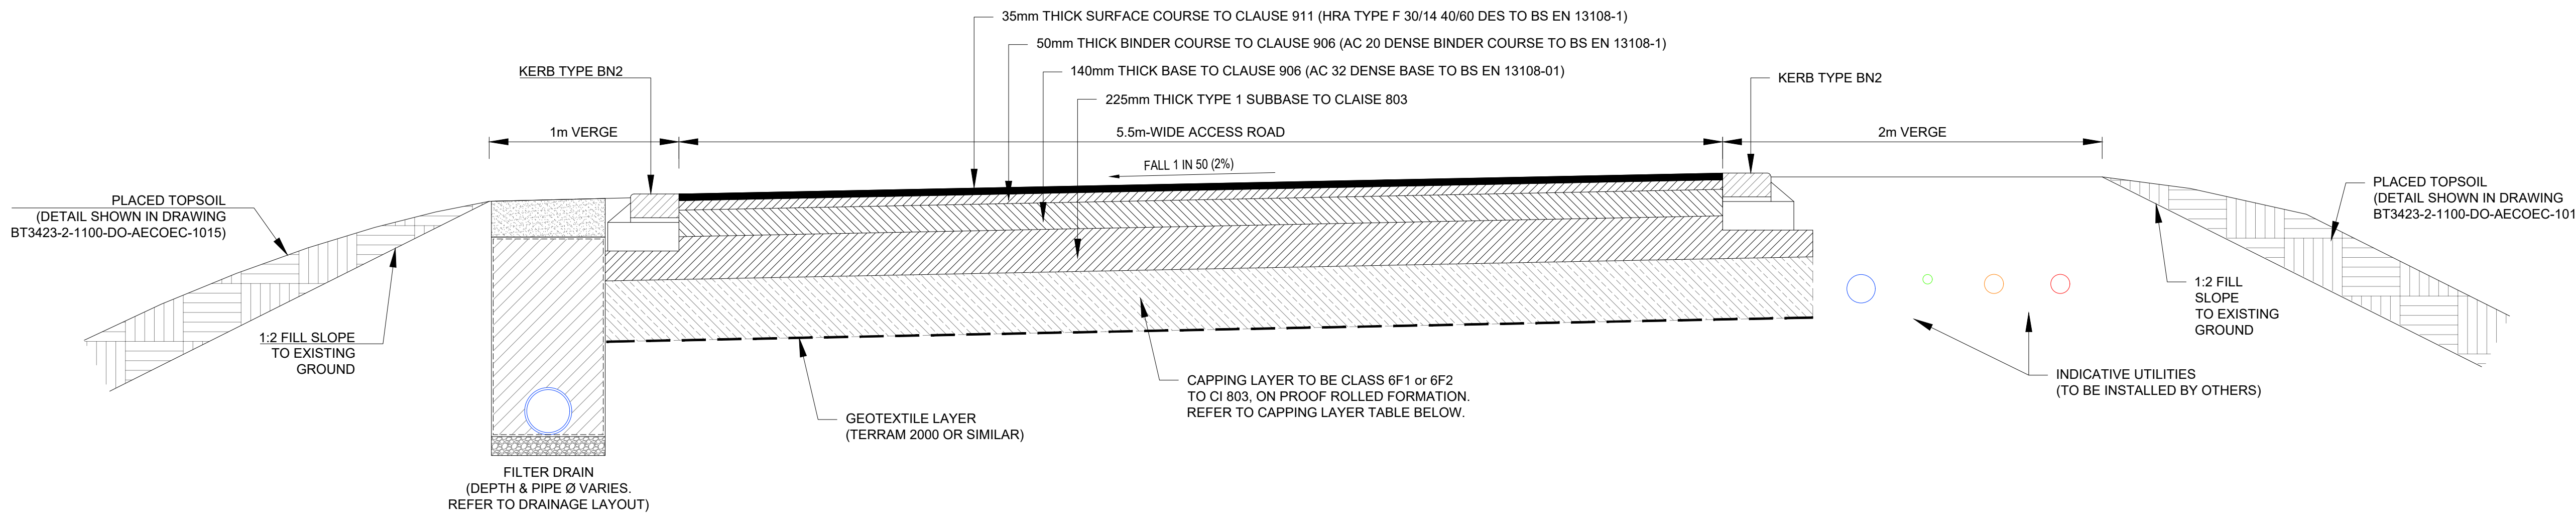 35mm THICK SURFACE COURSE TO CLAUSE 911 (HRA TYPE F 30/14 40/60 DES TO BS EN 13108-1)
50mm THICK BINDER COURSE TO CLAUSE 906 (AC 20 DENSE BINDER COURSE TO BS EN 13108-1)
140mm THICK BASE TO CLAUSE 906 (AC 32 DENSE BASE TO BS EN 13108-01)
225mm THICK TYPE 1 SUBBASE TO CLAISE 803
KERB TYPE BN2
KERB TYPE BN2
1m VERGE
5.5m-WIDE ACCESS ROAD
2m VERGE
FALL 1 IN 50 (2%)
PLACED TOPSOIL
(DETAIL SHOWN IN DRAWING
BT3423-2-1100-DO-AECOEC-1015)
PLACED TOPSOIL
(DETAIL SHOWN IN DRAWING
BT3423-2-1100-DO-AECOEC-101
1:2 FILL SLOPE
TO EXISTING
GROUND
1:2 FILL
SLOPE
TO EXISTING
GROUND
CAPPING LAYER TO BE CLASS 6F1 or 6F2
TO CI 803, ON PROOF ROLLED FORMATION.
REFER TO CAPPING LAYER TABLE BELOW.
INDICATIVE UTILITIES
(TO BE INSTALLED BY OTHERS)
GEOTEXTILE LAYER
(TERRAM 2000 OR SIMILAR)
FILTER DRAIN
(DEPTH & PIPE Ø VARIES.
REFER TO DRAINAGE LAYOUT)